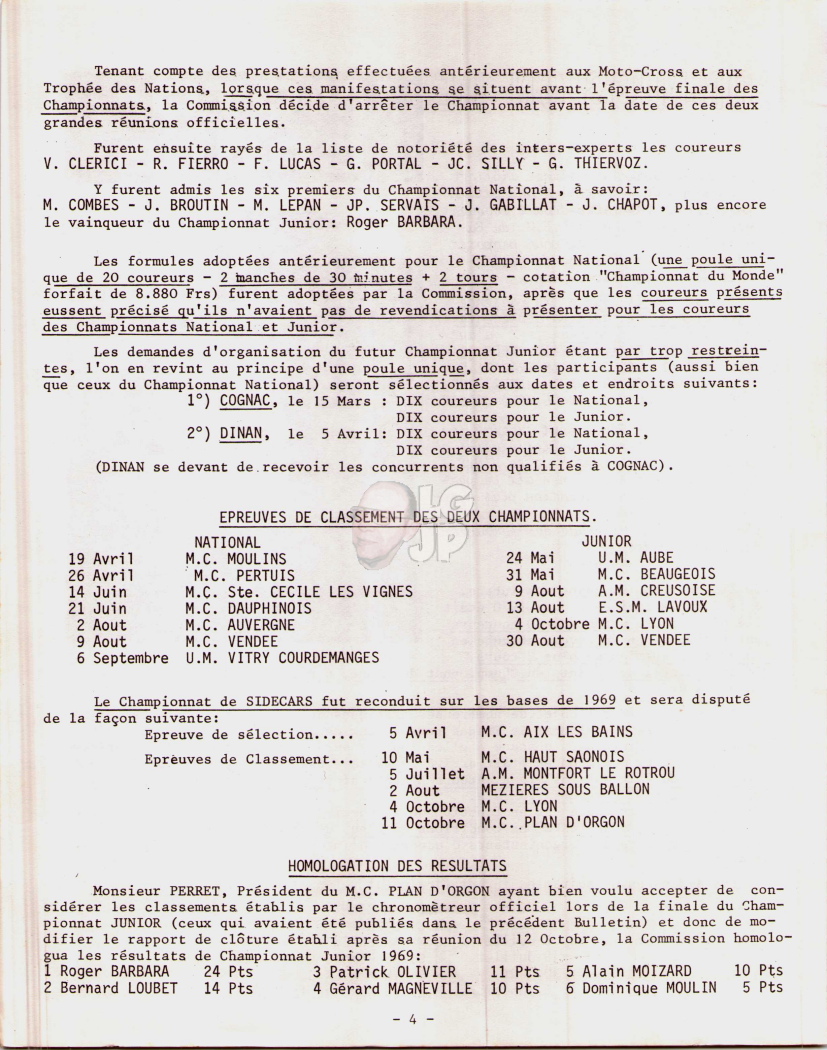 Tenant compte des prestations effectuées antérieurement aux Moto-Cross et aux
Trophée des Nations, lorsque ces manifestations se situent avant l'épreuve finale des
Championnats, la Commission décide d'arrêter le Championnat avant la date de ces deux
grandes réunions officielles.
Furent ensuite rayés de la liste de notoriété des inters-experts les coureurs
V. CLERICI - R. FIERRO - F. LUCAS - G. PORTAL - JC. SILLY - G. THIERVOZ.
Y furent admis les six premiers du Championnat National, à savoir:
M. COMBES - J. BROUTIN - M. LEPAN - JP. SERVAIS - J. GABILLAT - J. CHAPOT, plus encore
le vainqueur du Championnat Junior: Roger BARBARA.
Les formules adoptées antérieurement pour le Championnat National (une poule uni-
que de 20 coureurs - 2 manches de 30 minutes + 2 tours - cotation "Championnat du Monde"
forfait de 8.880 Frs) furent adoptées par la Commission, après que les coureurs présents
eussent précisé qu'ils n'avaient pas de revendications à présenter pour les coureurs
des Championnats National et Junior.
Les demandes d'organisation du futur Championnat Junior étant par trop restrein-
tes, l'on en revint au principe d'une poule unique, dont les participants (aussi bien
que ceux du Championnat National) seront sélectionnés aux dates et endroits suivants:
1°) COGNAC, le 15 Mars : DIX coureurs pour le National,
DIX coureurs pour le Junior.
2°) DINAN, le 5 Avril: DIX coureurs pour le National,
DIX coureurs pour le Junior.
(DINAN se devant de recevoir les concurrents non qualifiés à COGNAC).
LG
JP
EPREUVES DE CLASSEMENT DES DEUX CHAMPIONNATS.
NATIONAL
19 Avril M.C. MOULINS
26 Avril M.C. PERTUIS
14 Juin M.C. Ste. CECILE LES VIGNES
21 Juin M.C. DAUPHINOIS
2 Aout M.C. AUVERGNE
9 Aout M.C. VENDEE
6 Septembre U.M. VITRY COURDEMANGES
JUNIOR
24 Mai U.M. AUBE
31 Mai M.C. BEAUGEOIS
9 Aout A.M. CREUSOISE
13 Aout E.S.M. LAVOUX
4 Octobre M.C. LYON
30 Aout M.C. VENDEE
Le Championnat de SIDECARS fut reconduit sur les bases de 1969 et sera disputé
de la façon suivante:
Epreuve de sélection..... 5 Avril M.C. AIX LES BAINS
Epreuves de Classement... 10 Mai M.C. HAUT SAONOIS
5 Juillet A.M. MONTFORT LE ROTROU
2 Aout MEZIERES SOUS BALLON
4 Octobre M.C. LYON
11 Octobre M.C. PLAN D'ORGON
HOMOLOGATION DES RESULTATS
Monsieur PERRET, Président du M.C. PLAN D'ORGON ayant bien voulu accepter de con-
sidérer les classements établis par le chronomètreur officiel lors de la finale du Cham-
pionnat JUNIOR (ceux qui avaient été publiés dans le précédent Bulletin) et donc de mo-
difier le rapport de clôture établi après sa réunion du 12 Octobre, la Commission homolo-
gua les résultats de Championnat Junior 1969:
1 Roger BARBARA 24 Pts 3 Patrick OLIVIER 11 Pts 5 Alain MOIZARD 10 Pts
2 Bernard LOUBET 14 Pts 4 Gérard MAGNEVILLE 10 Pts 6 Dominique MOULIN 5 Pts
- 4 -